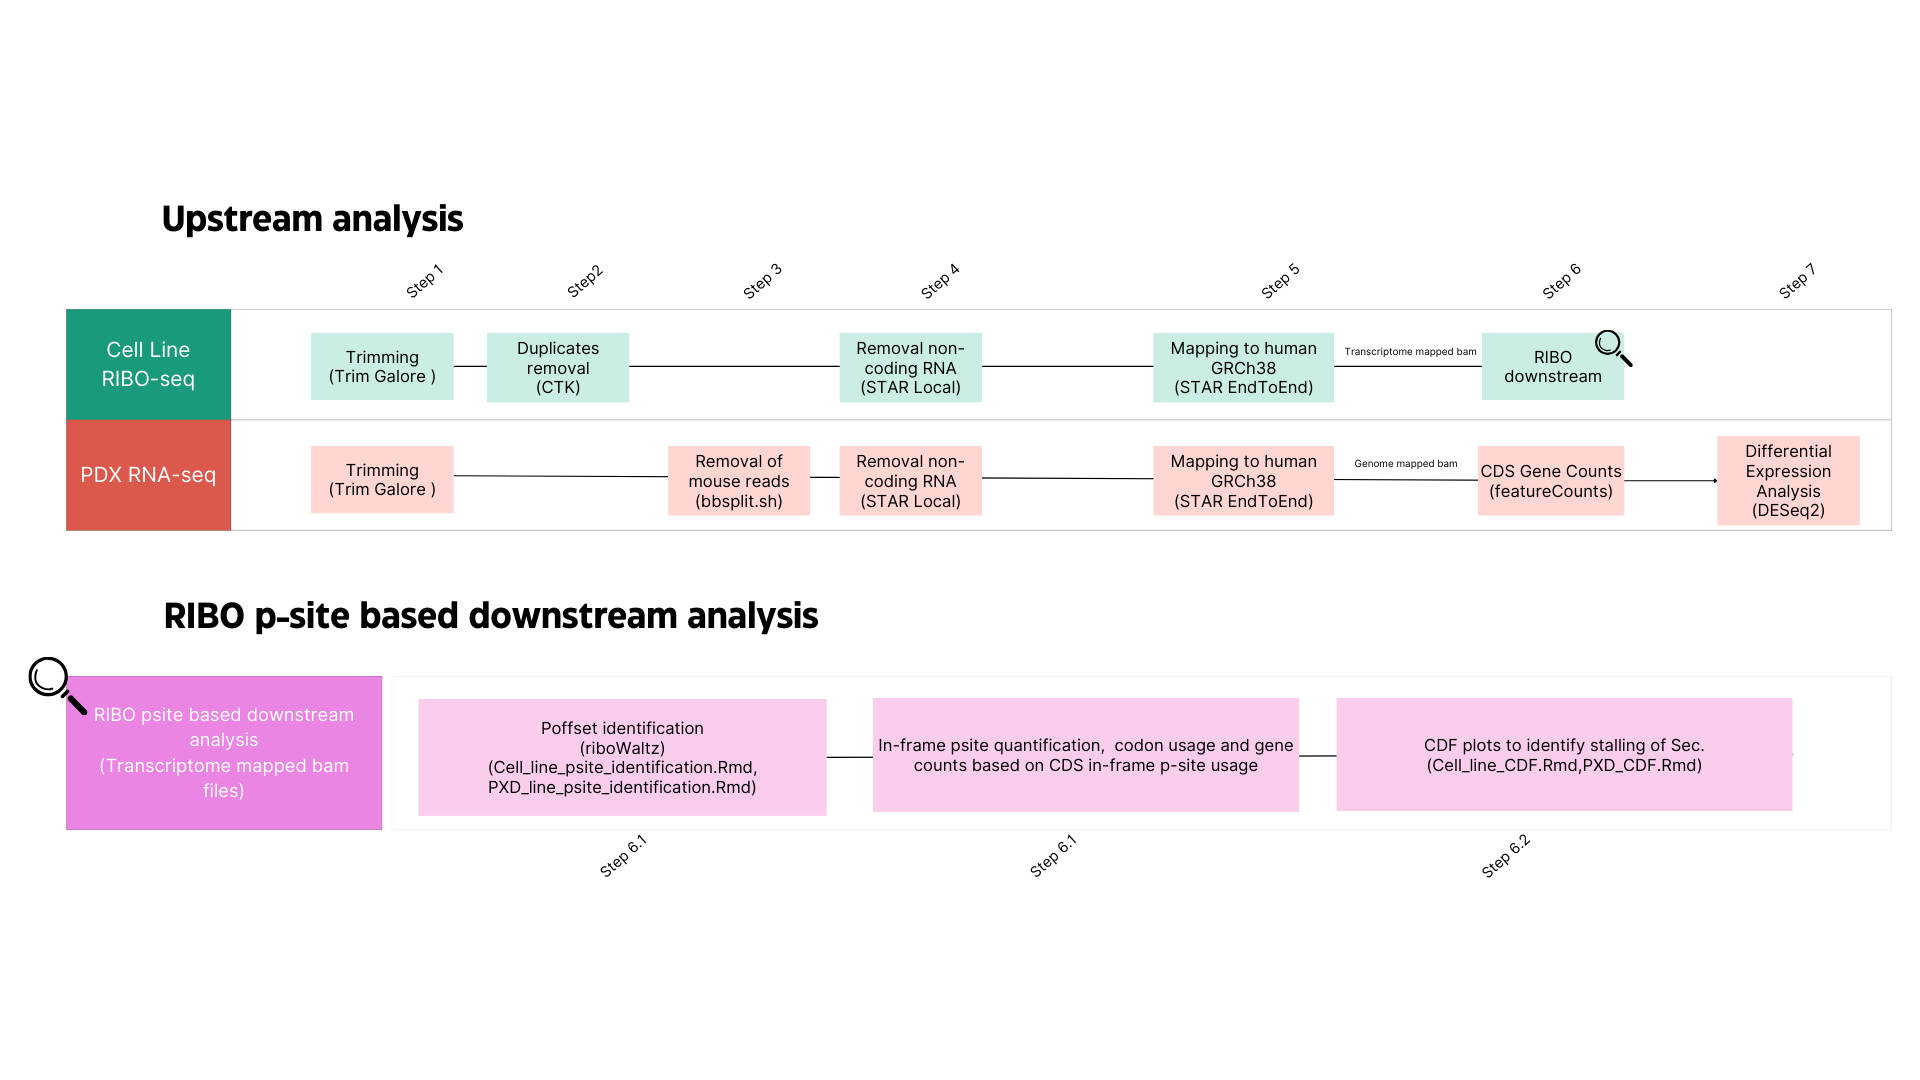 Upstream analysis
Step 1
Step2
Step 3
Step 4
Step 5
Step 6
Step 7
Cell Line
RIBO-seq
Trimming
(Trim Galore )
Duplicates
removal
(CTK)
Removal non-
coding RNA
(STAR Local)
Mapping to human
GRCh38
(STAR EndToEnd)
Transcriptome mapped bam
RIBO
downstream
PDX RNA-seq
Trimming
(Trim Galore )
Removal of
mouse reads
(bbsplit.sh)
Removal non-
coding RNA
(STAR Local)
Mapping to human
GRCh38
(STAR EndToEnd)
Genome mapped bam
CDS Gene Counts
(featureCounts)
Differential
Expression
Analysis
(DESeq2)
RIBO p-site based downstream analysis
RIBO psite based downstream
analysis
(Transcriptome mapped bam
files)
Poffset identification
(riboWaltz)
(Cell_line_psite_identification.Rmd,
PXD_line_psite_identification.Rmd)
In-frame psite quantification,  codon usage and gene
counts based on CDS in-frame p-site usage
CDF plots to identify stalling of Sec.
(Cell_line_CDF.Rmd,PXD_CDF.Rmd)
Step 6.1
Step 6.1
Step 6.2